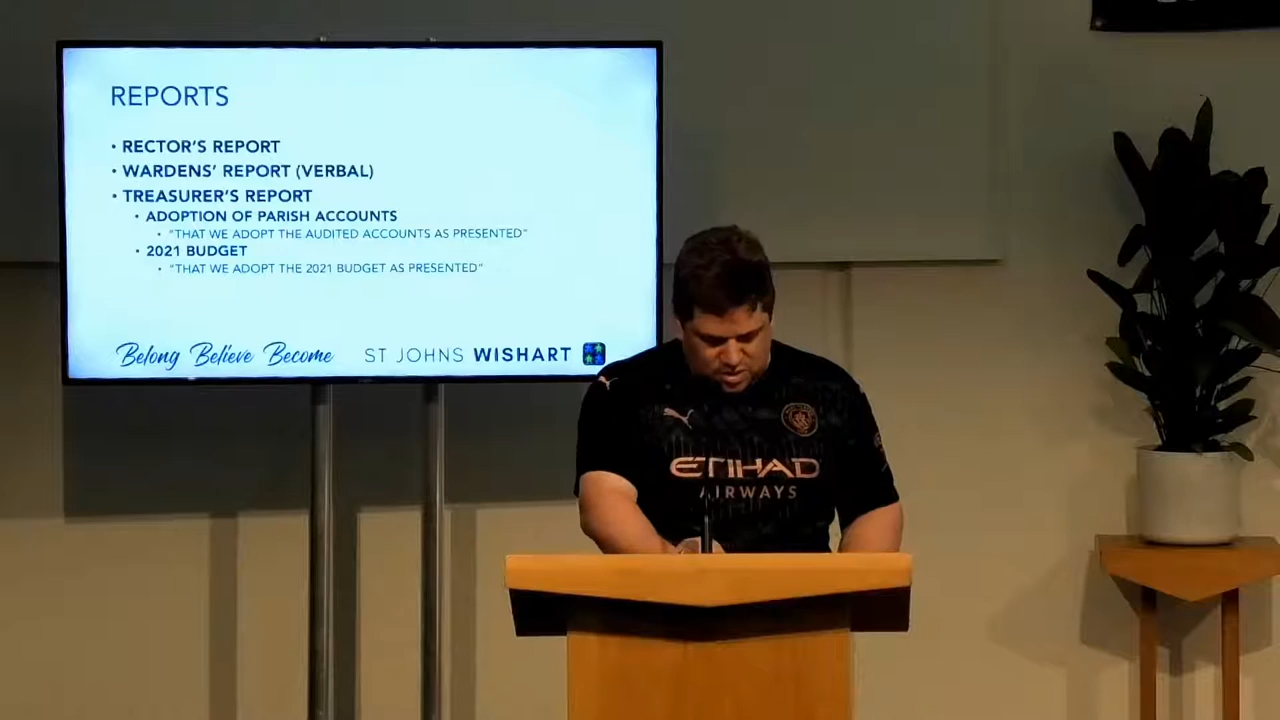 REPORTS
• RECTOR'S REPORT
• WARDENS' REPORT (VERBAL)
• TREASURER'S REPORT
• ADOPTION OF PARISH ACCOUNTS
• "THAT WE ADOPT THE AUDITED ACCOUNTS AS PRESENTED"
• 2021 BUDGET
• "THAT WE ADOPT THE 2021 BUDGET AS PRESENTED"
Belong Believe Become ST JOHNS WISHART
ETIHAD
AIRWAYS